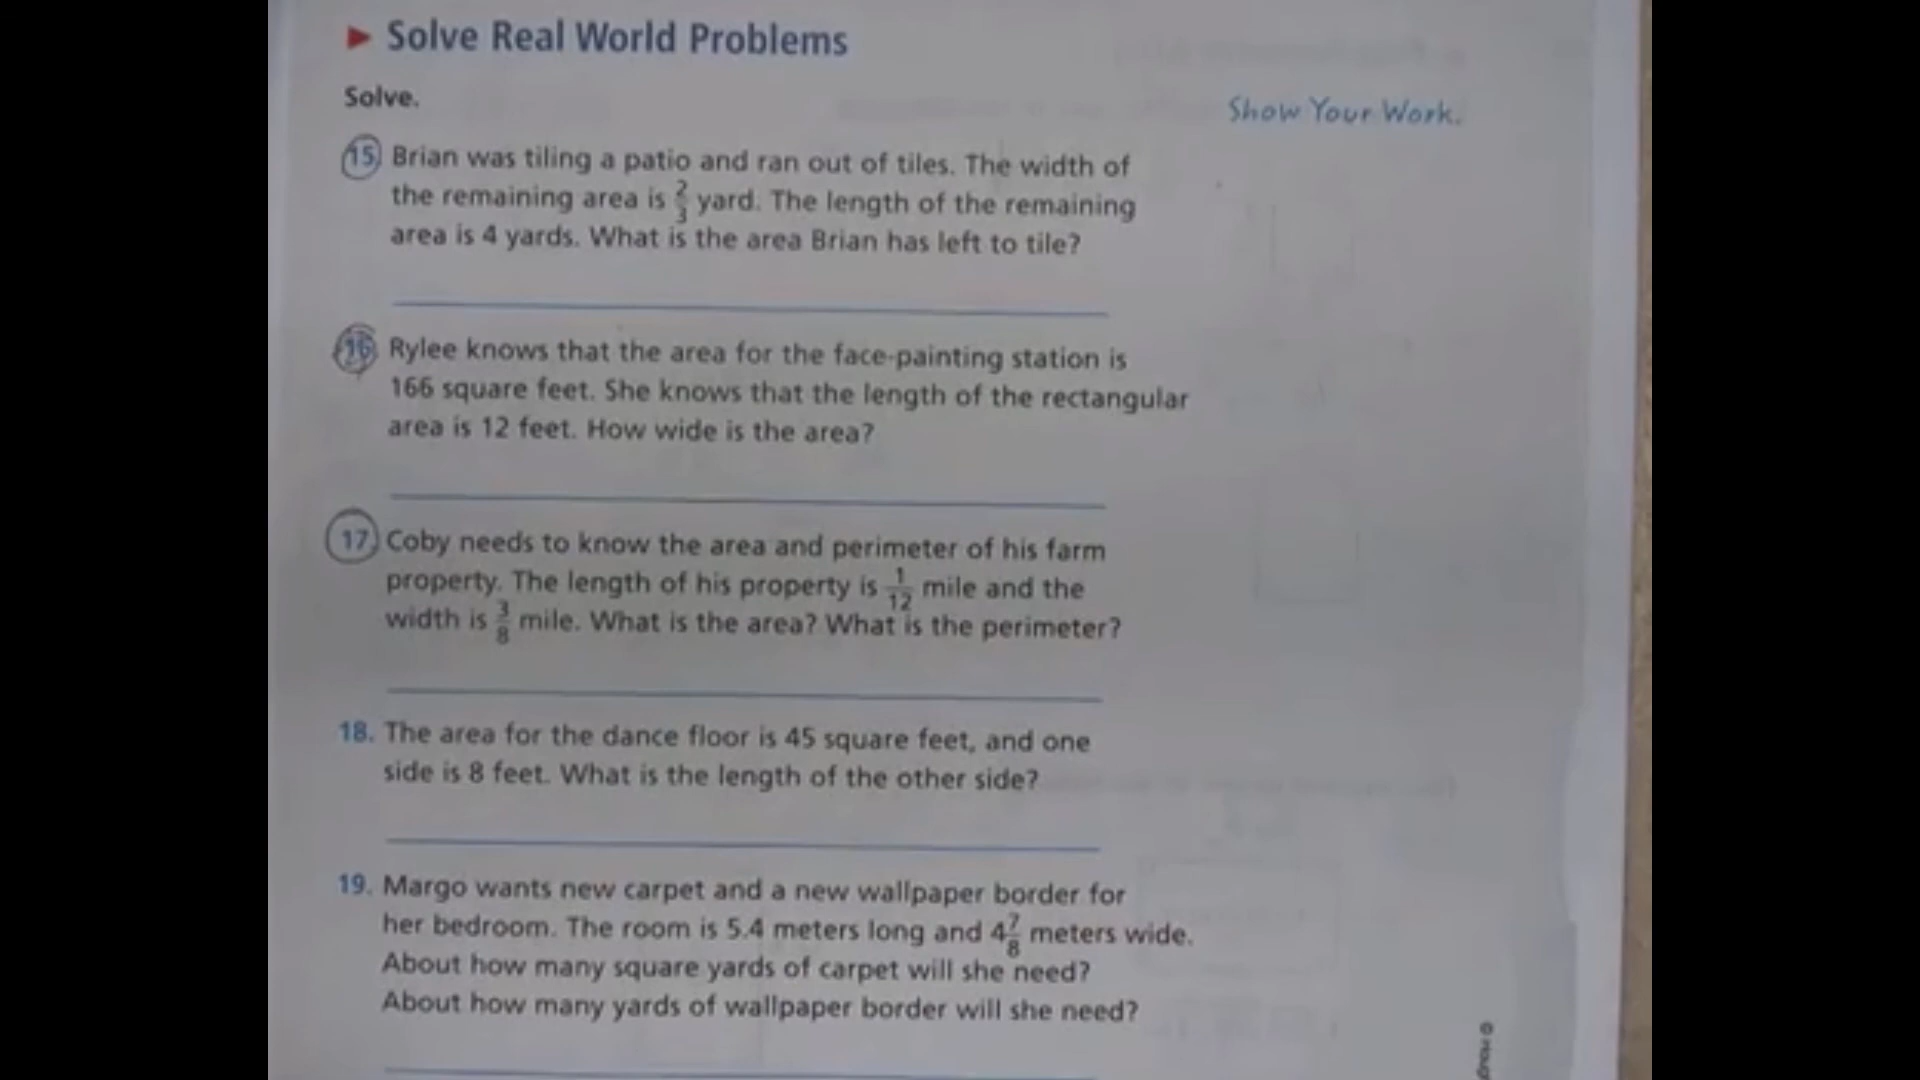 Solve Real World Problems
Solve.
Show Your Work.
15. Brian was tiling a patio and ran out of tiles. The width of
the remaining area is 2/3 yard. The length of the remaining
area is 4 yards. What is the area Brian has left to tile?
16. Rylee knows that the area for the face-painting station is
166 square feet. She knows that the length of the rectangular
area is 12 feet. How wide is the area?
17. Coby needs to know the area and perimeter of his farm
property. The length of his property is 1/12 mile and the
width is 3/8 mile. What is the area? What is the perimeter?
18. The area for the dance floor is 45 square feet, and one
side is 8 feet. What is the length of the other side?
19. Margo wants new carpet and a new wallpaper border for
her bedroom. The room is 5.4 meters long and 4 7/8 meters wide.
About how many square yards of carpet will she need?
About how many yards of wallpaper border will she need?